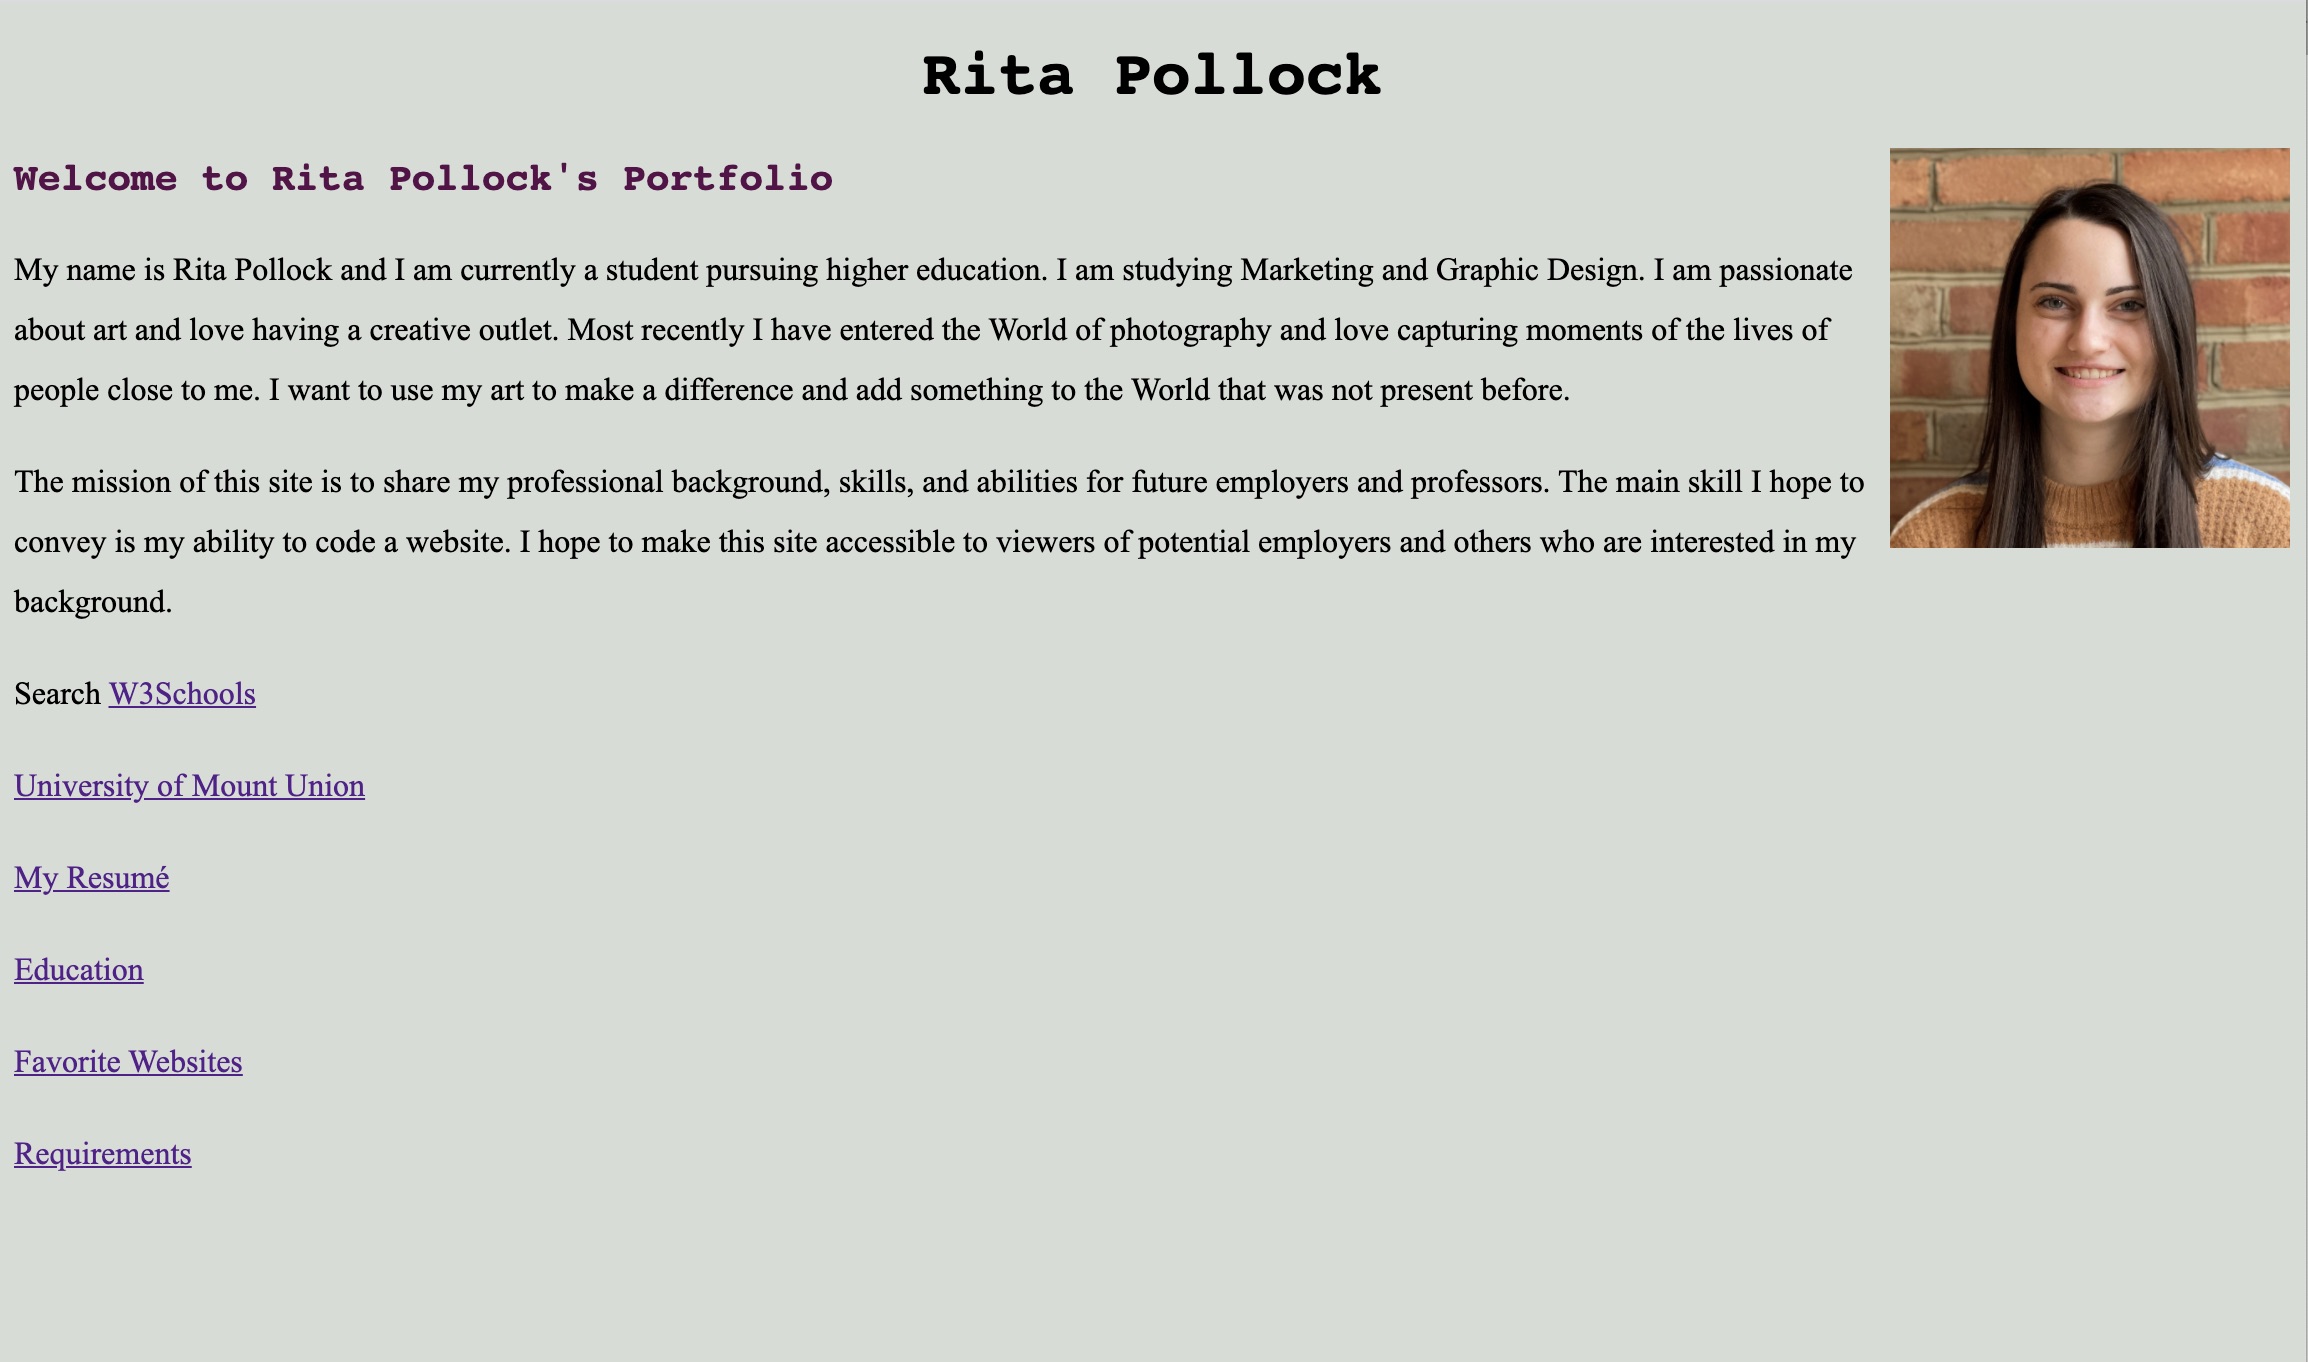 Rita Pollock
Welcome to Rita Pollock's Portfolio
My name is Rita Pollock and I am currently a student pursuing higher education. I am studying Marketing and Graphic Design. I am passionate
about art and love having a creative outlet. Most recently I have entered the World of photography and love capturing moments of the lives of
people close to me. I want to use my art to make a difference and add something to the World that was not present before.
The mission of this site is to share my professional background, skills, and abilities for future employers and professors. The main skill I hope to
convey is my ability to code a website. I hope to make this site accessible to viewers of potential employers and others who are interested in my
background.
Search W3Schools
University of Mount Union
My Resumé
Education
Favorite Websites
Requirements